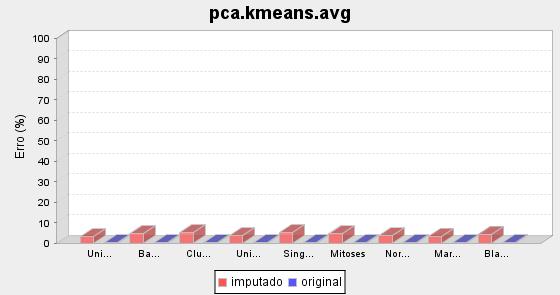 pca.kmeans.avg
Erro (%)
100
90
80
70
60
50
40
30
20
10
0
Uni...
Ba...
Clu...
Uni...
Sing...
Mitoses
Nor...
Mar...
Bla...
imputado
original